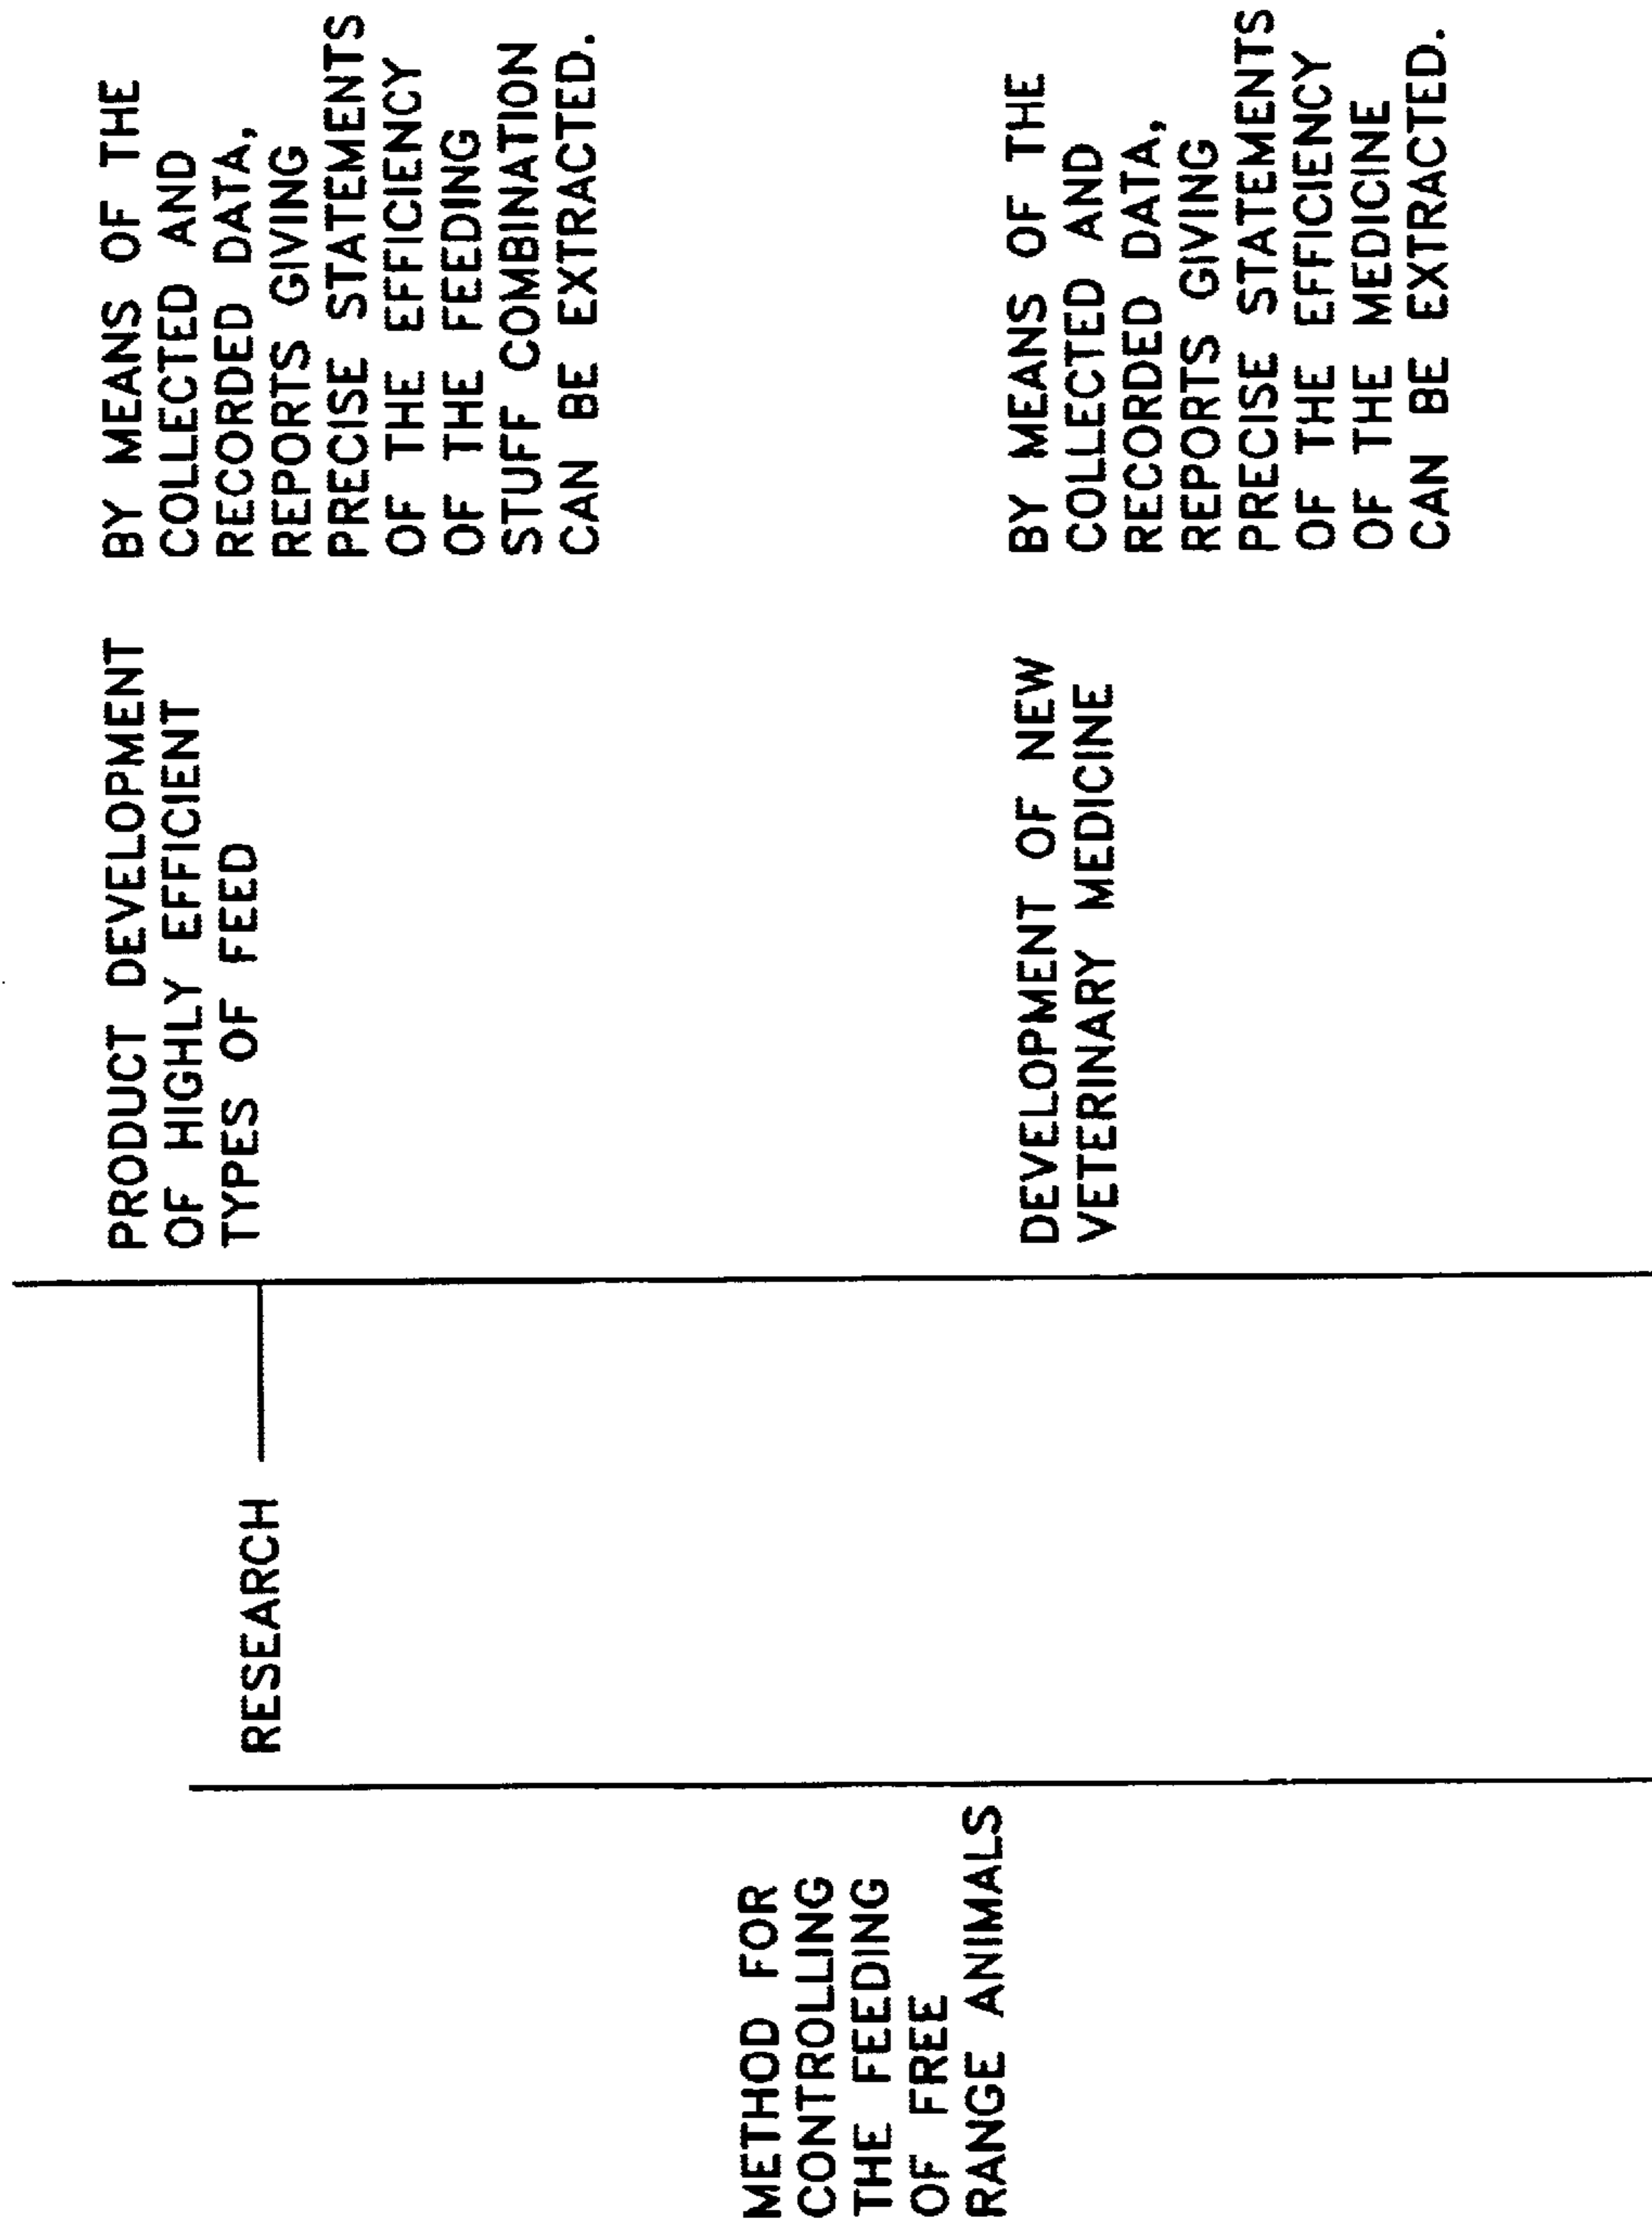 METHOD FOR
CONTROLLING
THE FEEDING
OF FREE
RANGE ANIMALS
RESEARCH
PRODUCT DEVELOPMENT
OF HIGHLY EFFICIENT
TYPES OF FEED
BY MEANS OF THE
COLLECTED AND
RECORDED DATA,
REPORTS GIVING
PRECISE STATEMENTS
OF THE EFFICIENCY
OF THE FEEDING
STUFF COMBINATION
CAN BE EXTRACTED.
DEVELOPMENT OF NEW
VETERINARY MEDICINE
BY MEANS OF THE
COLLECTED AND
RECORDED DATA,
REPORTS GIVING
PRECISE STATEMENTS
OF THE EFFICIENCY
OF THE MEDICINE
CAN BE EXTRACTED.